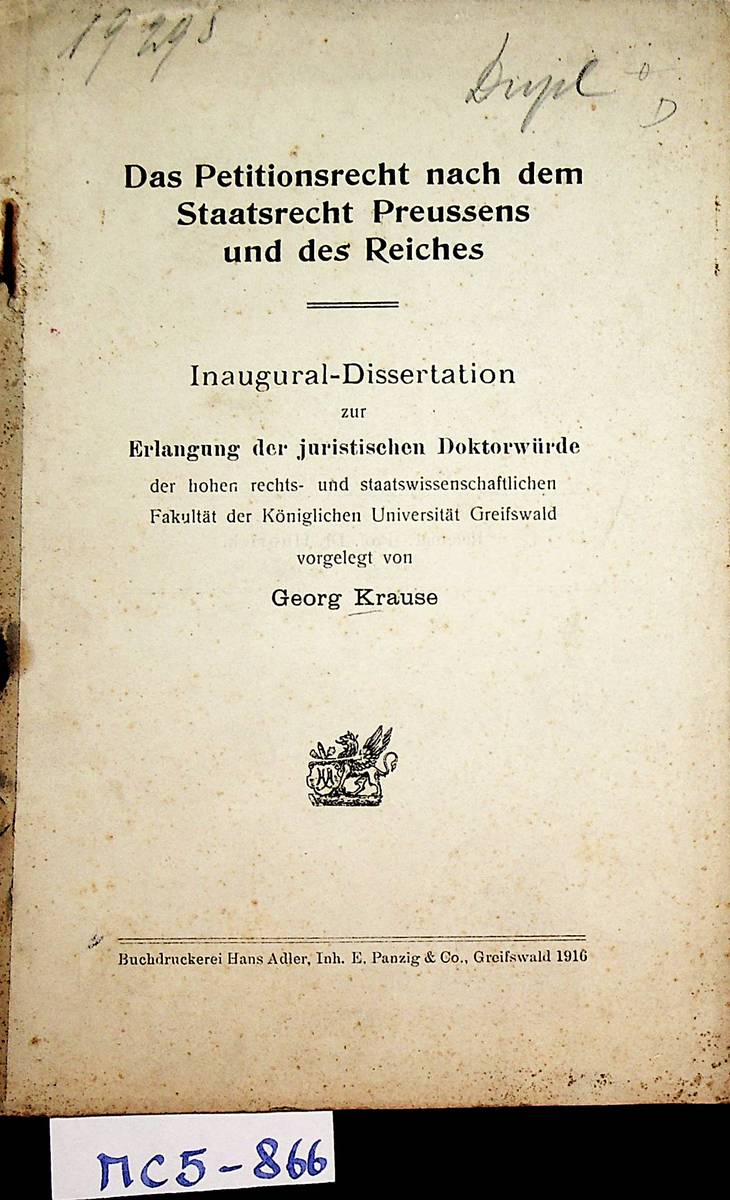 19295
Dupl
D
Das Petitionsrecht nach dem
Staatsrecht Preussens
und des Reiches
Inaugural-Dissertation
zur
Erlangung der juristischen Doktorwürde
der hohen rechts- und staatswissenschaftlichen
Fakultät der Königlichen Universität Greifswald
vorgelegt von
Georg Krause
Buchdruckerei Hans Adler, Inh. E. Panzig & Co., Greifswald 1916
ПС5-866